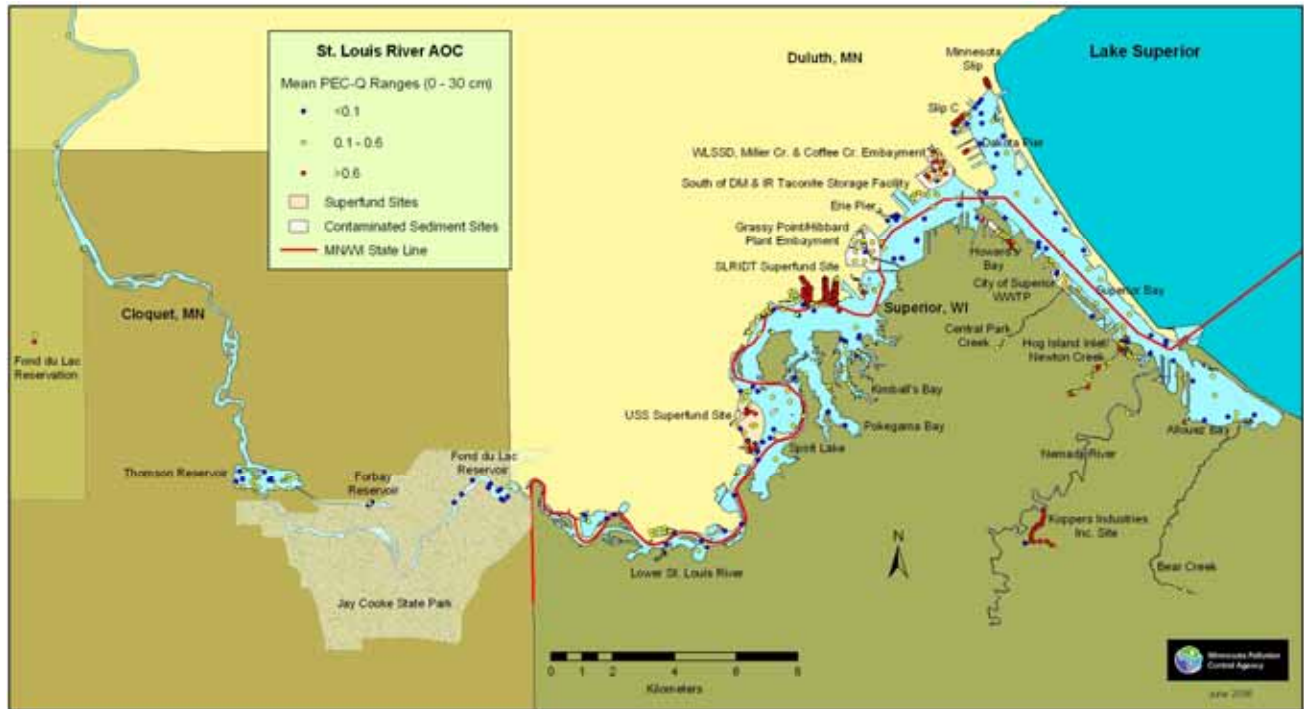 St. Louis River AOC
Mean PEC-Q Ranges (0 - 30 cm)
<0.1
0.1 - 0.6
>0.6
Superfund Sites
Contaminated Sediment Sites
MN/WI State Line
Duluth, MN
Lake Superior
Minnesota
Slip
Slip C
Dakota Pier
WLSSD, Miller Cr. & Coffee Cr. Embayment
South of DM & IR Taconite Storage Facility
Erie Pier
Grassy Point/Hibbard
Plant Embayment
SLRIDT Superfund Site
Howard's
Bay
City of Superior
WWTP
Superior Bay
Superior, WI
Central Park
Creek
Hog Island Inlet/
Newton Creek
Cloquet, MN
Fond du Lac
Reservation
Kimball's Bay
USS Superfund Site
Pokegama Bay
Spirit Lake
Allouez Bay
Nemadji River
Thomson Reservoir
Forbay
Reservoir
Fond du Lac
Reservoir
Koppers Industries
Inc. Site
Bear Creek
Lower St. Louis River
N
Jay Cooke State Park
0 1 2 4 6 8
Kilometers
Minnesota Pollution
Control Agency